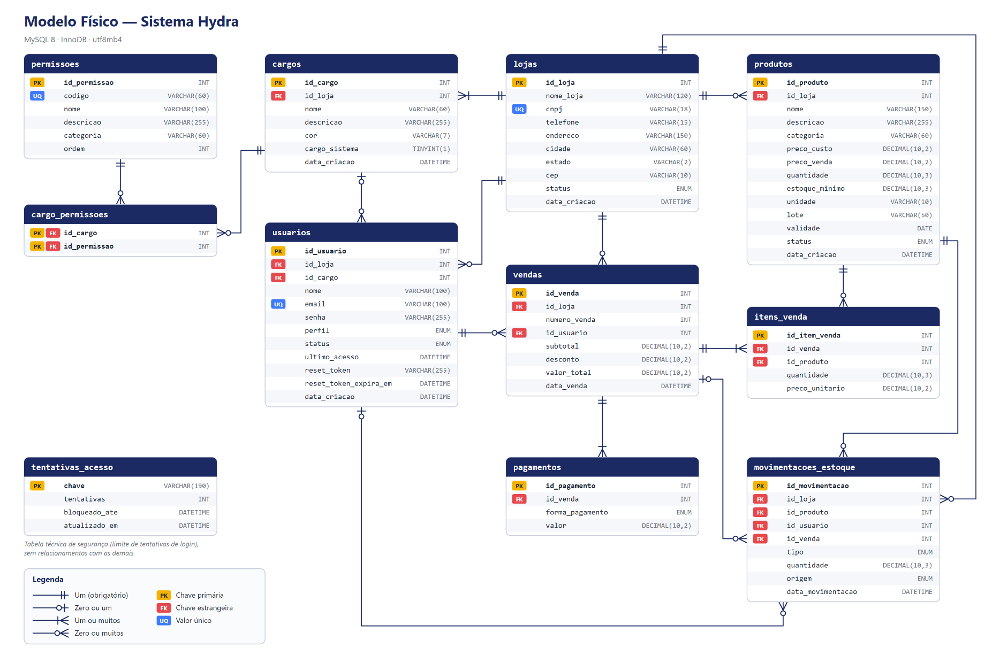 Modelo Físico — Sistema Hydra
MySQL 8 · InnoDB · utf8mb4
permissoes
PK id_permissao INT
UQ codigo VARCHAR(60)
nome VARCHAR(100)
descricao VARCHAR(255)
categoria VARCHAR(60)
ordem INT
cargos
PK id_cargo INT
FK id_loja INT
nome VARCHAR(60)
descricao VARCHAR(255)
cor VARCHAR(7)
cargo_sistema TINYINT(1)
data_criacao DATETIME
lojas
PK id_loja INT
nome_loja VARCHAR(120)
UQ cnpj VARCHAR(18)
telefone VARCHAR(15)
endereco VARCHAR(150)
cidade VARCHAR(60)
estado VARCHAR(2)
cep VARCHAR(10)
status ENUM
data_criacao DATETIME
produtos
PK id_produto INT
FK id_loja INT
nome VARCHAR(150)
descricao VARCHAR(255)
categoria VARCHAR(60)
preco_custo DECIMAL(10,2)
preco_venda DECIMAL(10,2)
quantidade DECIMAL(10,3)
estoque_minimo DECIMAL(10,3)
unidade VARCHAR(10)
lote VARCHAR(50)
validade DATE
status ENUM
data_criacao DATETIME
cargo_permissoes
PK FK id_cargo INT
PK FK id_permissao INT
usuarios
PK id_usuario INT
FK id_loja INT
FK id_cargo INT
nome VARCHAR(100)
UQ email VARCHAR(100)
senha VARCHAR(255)
perfil ENUM
status ENUM
ultimo_acesso DATETIME
reset_token VARCHAR(255)
reset_token_expira_em DATETIME
data_criacao DATETIME
vendas
PK id_venda INT
FK id_loja INT
numero_venda INT
FK id_usuario INT
subtotal DECIMAL(10,2)
desconto DECIMAL(10,2)
valor_total DECIMAL(10,2)
data_venda DATETIME
itens_venda
PK id_item_venda INT
FK id_venda INT
FK id_produto INT
quantidade DECIMAL(10,3)
preco_unitario DECIMAL(10,2)
tentativas_acesso
PK chave VARCHAR(190)
tentativas INT
bloqueado_ate DATETIME
atualizado_em DATETIME
Tabela técnica de segurança (limite de tentativas de login),
sem relacionamentos com as demais.
pagamentos
PK id_pagamento INT
FK id_venda INT
forma_pagamento ENUM
valor DECIMAL(10,2)
movimentacoes_estoque
PK id_movimentacao INT
FK id_loja INT
FK id_produto INT
FK id_usuario INT
FK id_venda INT
tipo ENUM
quantidade DECIMAL(10,3)
origem ENUM
data_movimentacao DATETIME
Legenda
Um (obrigatório) PK Chave primária
Zero ou um FK Chave estrangeira
Um ou muitos UQ Valor único
Zero ou muitos